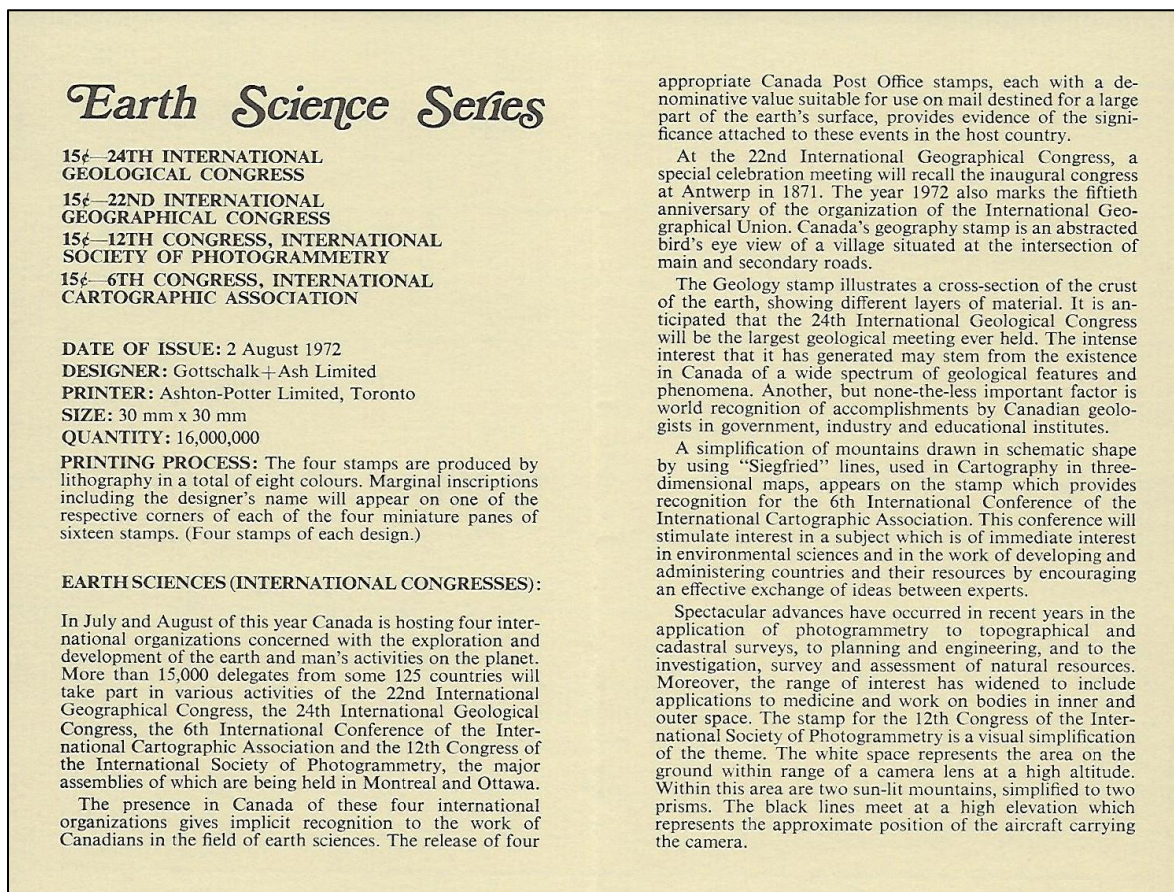 Earth Science Series
15¢—24TH INTERNATIONAL
GEOLOGICAL CONGRESS
15¢—22ND INTERNATIONAL
GEOGRAPHICAL CONGRESS
15¢—12TH CONGRESS, INTERNATIONAL
SOCIETY OF PHOTOGRAMMETRY
15¢—6TH CONGRESS, INTERNATIONAL
CARTOGRAPHIC ASSOCIATION
DATE OF ISSUE: 2 August 1972
DESIGNER: Gottschalk+Ash Limited
PRINTER: Ashton-Potter Limited, Toronto
SIZE: 30 mm x 30 mm
QUANTITY: 16,000,000
PRINTING PROCESS: The four stamps are produced by
lithography in a total of eight colours. Marginal inscriptions
including the designer's name will appear on one of the
respective corners of each of the four miniature panes of
sixteen stamps. (Four stamps of each design.)
EARTH SCIENCES (INTERNATIONAL CONGRESSES):
In July and August of this year Canada is hosting four inter-
national organizations concerned with the exploration and
development of the earth and man's activities on the planet.
More than 15,000 delegates from some 125 countries will
take part in various activities of the 22nd International
Geographical Congress, the 24th International Geological
Congress, the 6th International Conference of the Inter-
national Cartographic Association and the 12th Congress of
the International Society of Photogrammetry, the major
assemblies of which are being held in Montreal and Ottawa.
The presence in Canada of these four international
organizations gives implicit recognition to the work of
Canadians in the field of earth sciences. The release of four
appropriate Canada Post Office stamps, each with a de-
nominative value suitable for use on mail destined for a large
part of the earth's surface, provides evidence of the signi-
ficance attached to these events in the host country.
At the 22nd International Geographical Congress, a
special celebration meeting will recall the inaugural congress
at Antwerp in 1871. The year 1972 also marks the fiftieth
anniversary of the organization of the International Geo-
graphical Union. Canada's geography stamp is an abstracted
bird's eye view of a village situated at the intersection of
main and secondary roads.
The Geology stamp illustrates a cross-section of the crust
of the earth, showing different layers of material. It is an-
ticipated that the 24th International Geological Congress
will be the largest geological meeting ever held. The intense
interest that it has generated may stem from the existence
in Canada of a wide spectrum of geological features and
phenomena. Another, but none-the-less important factor is
world recognition of accomplishments by Canadian geolo-
gists in government, industry and educational institutes.
A simplification of mountains drawn in schematic shape
by using "Siegfried" lines, used in Cartography in three-
dimensional maps, appears on the stamp which provides
recognition for the 6th International Conference of the
International Cartographic Association. This conference will
stimulate interest in a subject which is of immediate interest
in environmental sciences and in the work of developing and
administering countries and their resources by encouraging
an effective exchange of ideas between experts.
Spectacular advances have occurred in recent years in the
application of photogrammetry to topographical and
cadastral surveys, to planning and engineering, and to the
investigation, survey and assessment of natural resources.
Moreover, the range of interest has widened to include
applications to medicine and work on bodies in inner and
outer space. The stamp for the 12th Congress of the Inter-
national Society of Photogrammetry is a visual simplification
of the theme. The white space represents the area on the
ground within range of a camera lens at a high altitude.
Within this area are two sun-lit mountains, simplified to two
prisms. The black lines meet at a high elevation which
represents the approximate position of the aircraft carrying
the camera.